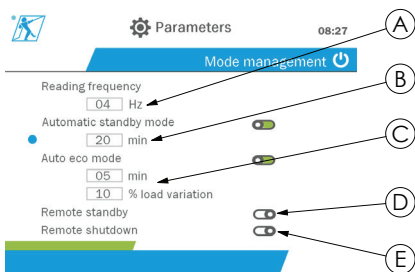 Parameters 08:27 A
Mode management
B
Reading frequency
04 Hz
Automatic standby mode
20 min
C
Auto eco mode
05 min
10 % load variation
D
Remote standby
Remote shutdown
E